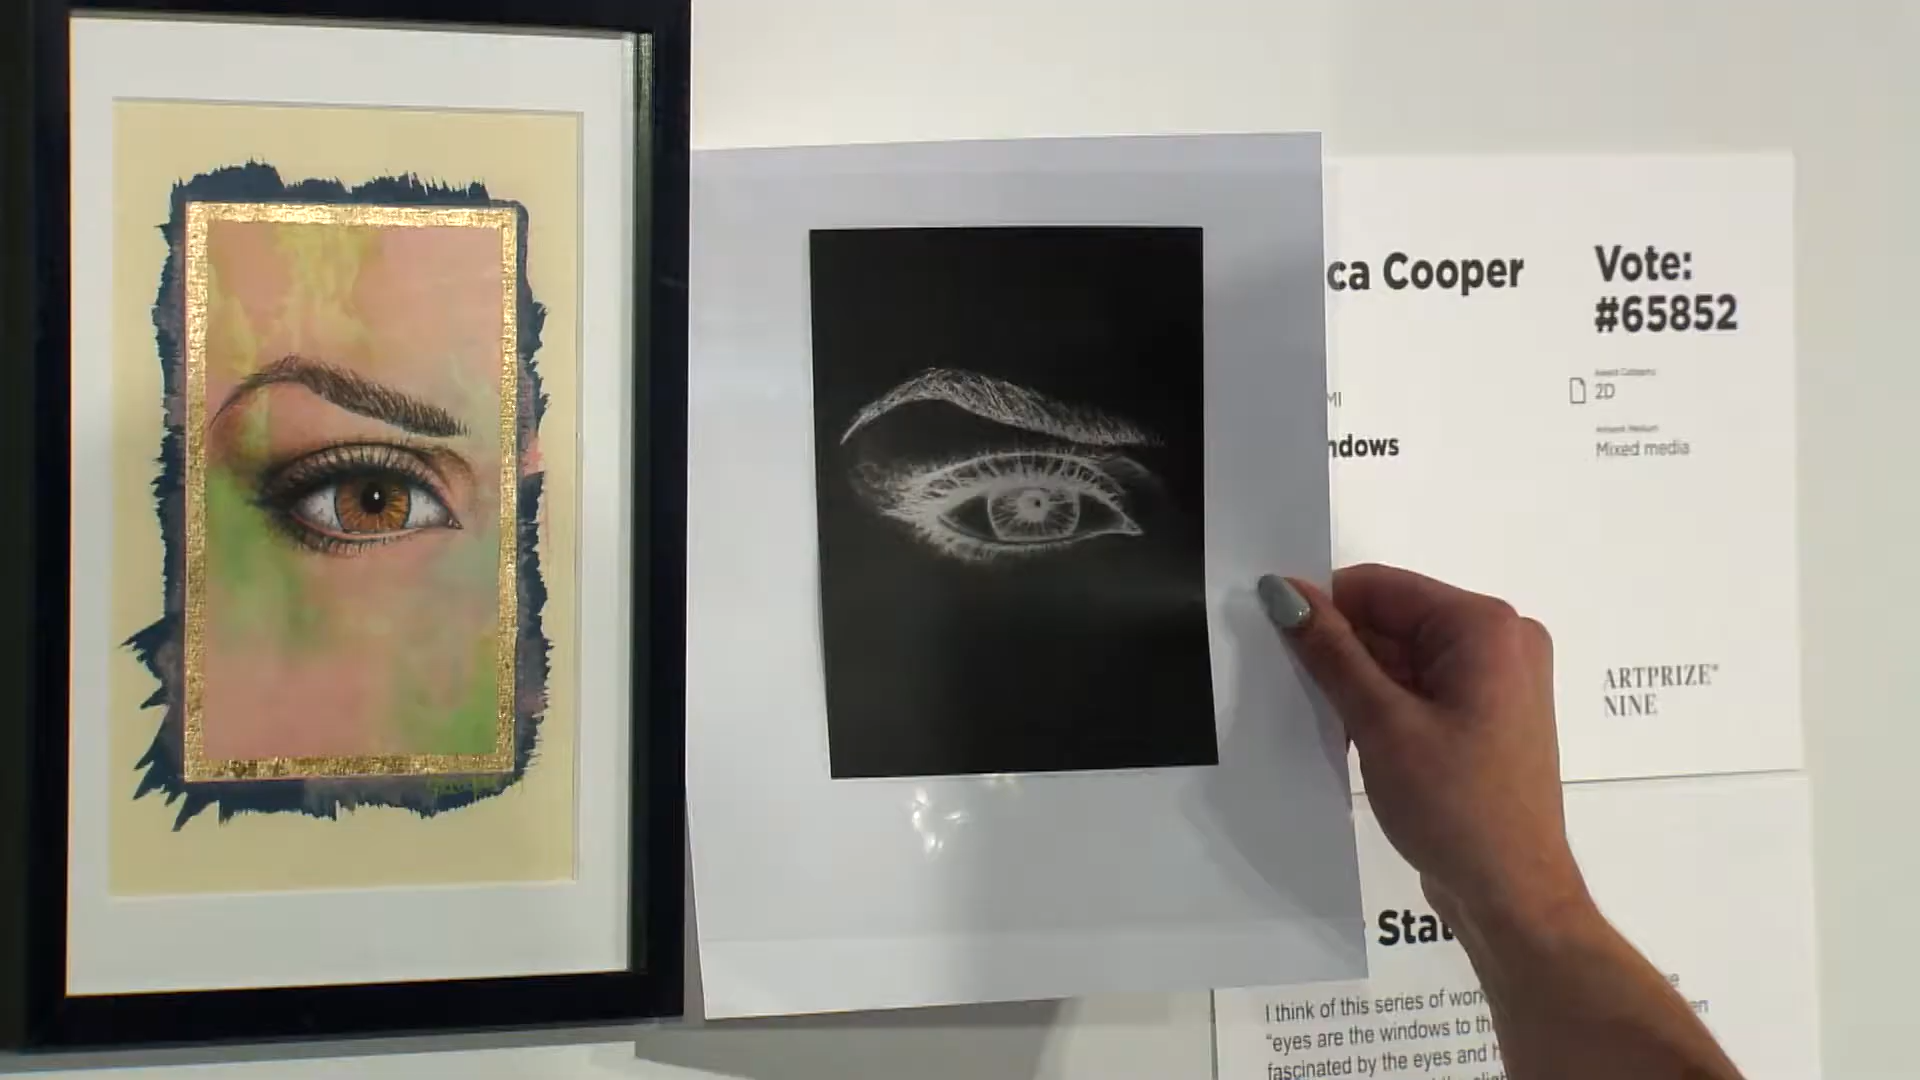 ca Cooper
Vote:
#65852
MI
2D
ndows
Mixed media
ARTPRIZE®
NINE
Stat
I think of this series of wor
"eyes are the windows to th
fascinated by the eyes and h